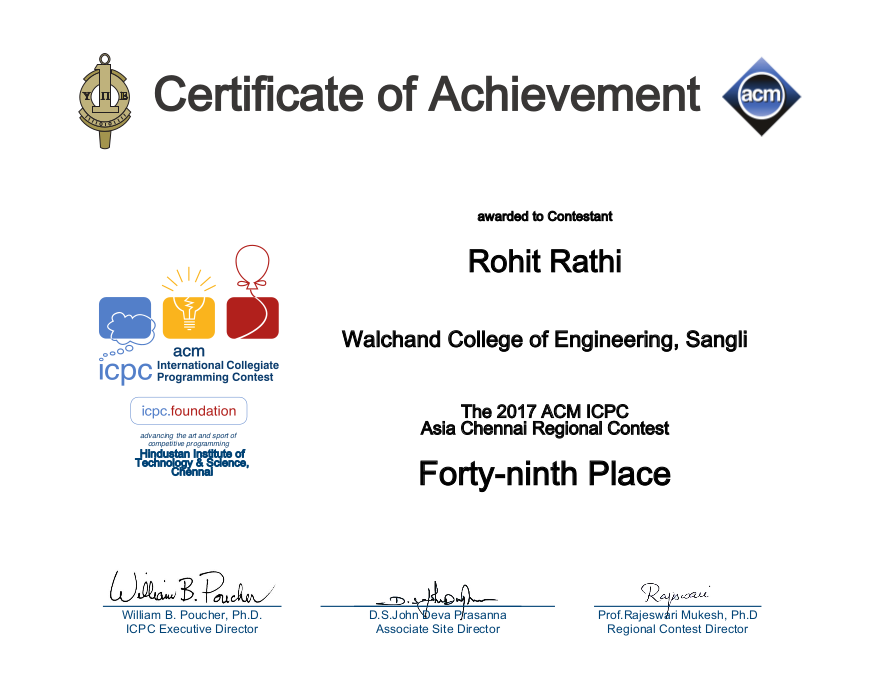 Certificate of Achievement
Υ Π Β
acm
awarded to Contestant
Rohit Rathi
Walchand College of Engineering, Sangli
The 2017 ACM ICPC
Asia Chennai Regional Contest
Forty-ninth Place
acm
icpc International Collegiate
Programming Contest
icpc.foundation
advancing the art and sport of
competitive programming
Hindustan Institute of
Technology & Science,
Chennai
William B. Poucher
William B. Poucher, Ph.D.
ICPC Executive Director
D.S.John Deva Prasanna
Associate Site Director
Rajeswari
Prof.Rajeswari Mukesh, Ph.D
Regional Contest Director